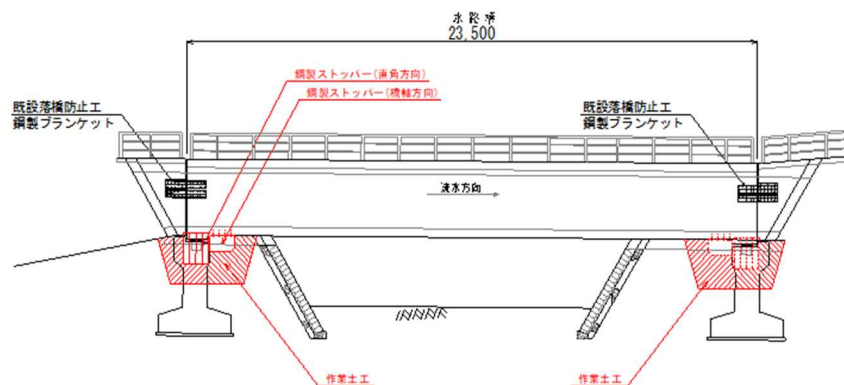 水路橋
23,500
鋼製ストッパー(直角方向)
鋼製ストッパー(橋軸方向)
既設落橋防止工
鋼製ブランケット
既設落橋防止工
鋼製ブランケット
流水方向
作業土工
作業土工